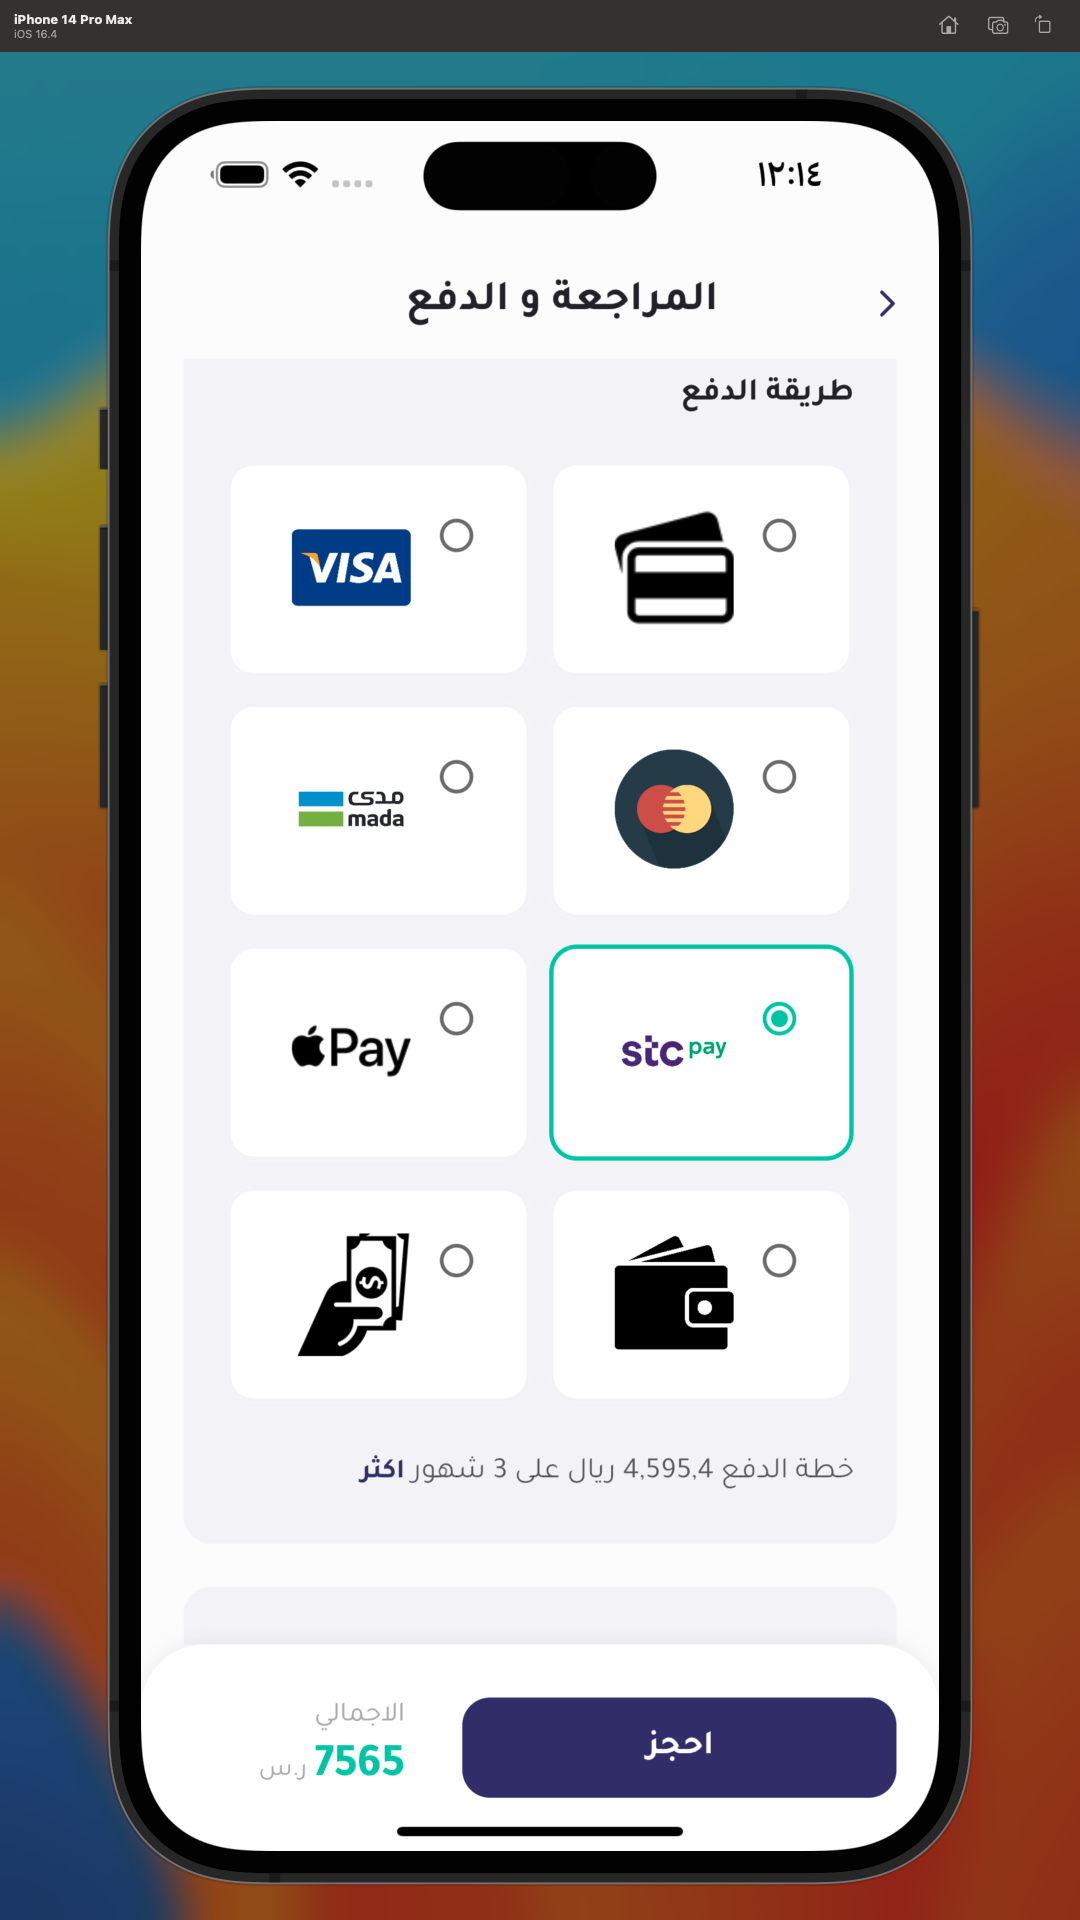 iPhone 14 Pro Max
iOS 16.4
١٢:١٤
المراجعة و الدفع
طريقة الدفع
VISA
مدى
mada
stc pay
Pay
خطة الدفع 4,595,4 ريال على 3 شهور اكثر
احجز
الاجمالي
7565 ر.س